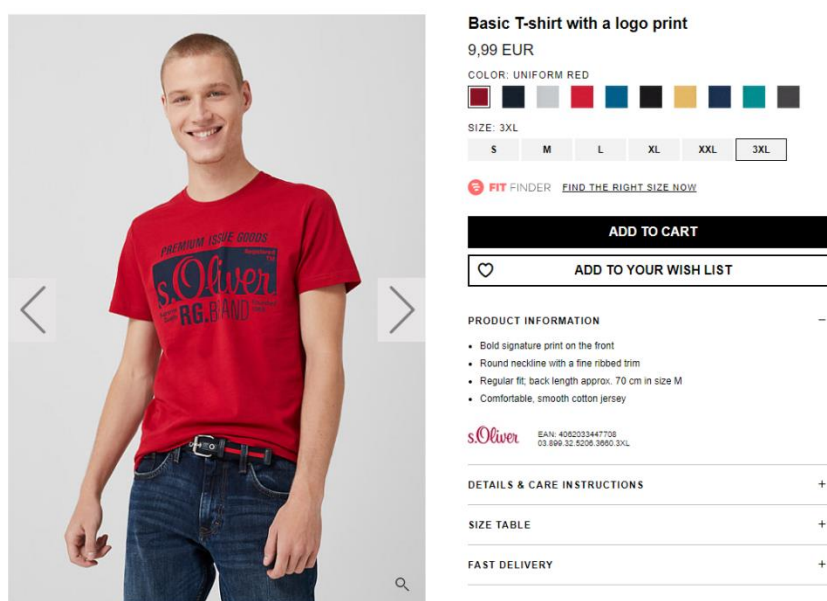 Basic T-shirt with a logo print
9,99 EUR
COLOR: UNIFORM RED
SIZE: 3XL
S M L XL XXL 3XL
FIT FINDER FIND THE RIGHT SIZE NOW
ADD TO CART
ADD TO YOUR WISH LIST
PRODUCT INFORMATION
Bold signature print on the front
Round neckline with a fine ribbed trim
Regular fit; back length approx. 70 cm in size M
Comfortable, smooth cotton jersey
s.Oliver
EAN: 4062033447708
03.899.32.5206.3660.3XL
DETAILS & CARE INSTRUCTIONS
SIZE TABLE
FAST DELIVERY
PREMIUM ISSUE GOODS
s.Oliver
RG.BRAND